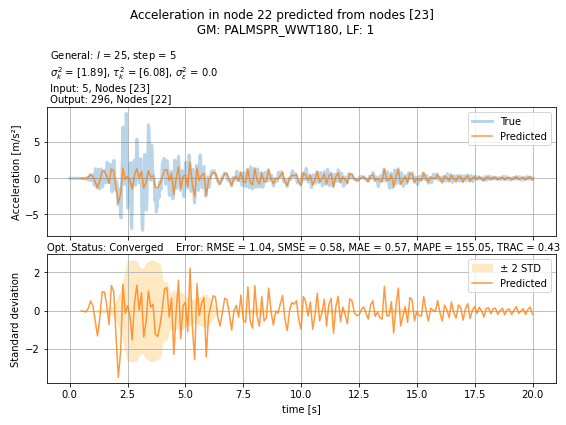 Acceleration in node 22 predicted from nodes [23]
GM: PALMSPR_WWT180, LF: 1
General: l = 25, step = 5
σ²ₖ = [1.89], τ²ₖ = [6.08], σ²ε = 0.0
Input: 5, Nodes [23]
Output: 296, Nodes [22]
True
Predicted
Acceleration [m/s²]
5
0
−5
Opt. Status: Converged Error: RMSE = 1.04, SMSE = 0.58, MAE = 0.57, MAPE = 155.05, TRAC = 0.43
± 2 STD
Predicted
Standard deviation
2
0
−2
0.0 2.5 5.0 7.5 10.0 12.5 15.0 17.5 20.0
time [s]